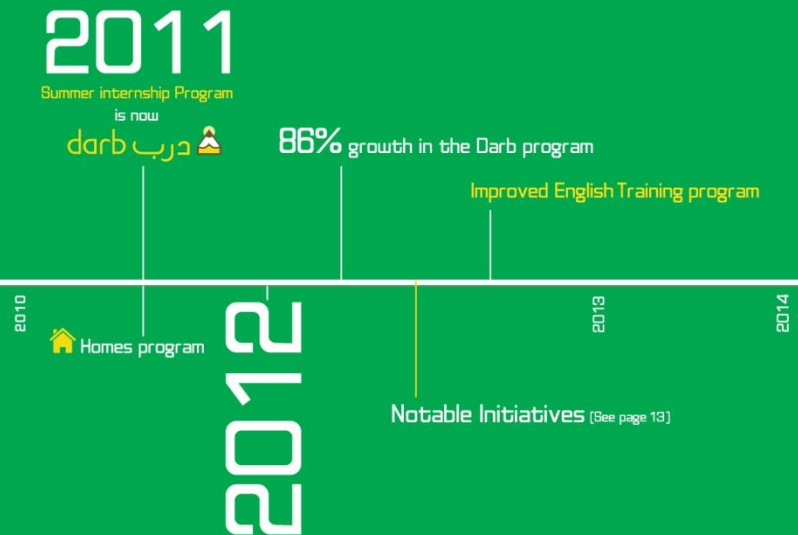 2011
Summer internship Program
is now
darb درب
86% growth in the Darb program
Improved English Training program
2010
2012
2013
2014
Homes program
Notable Initiatives [See page 13]